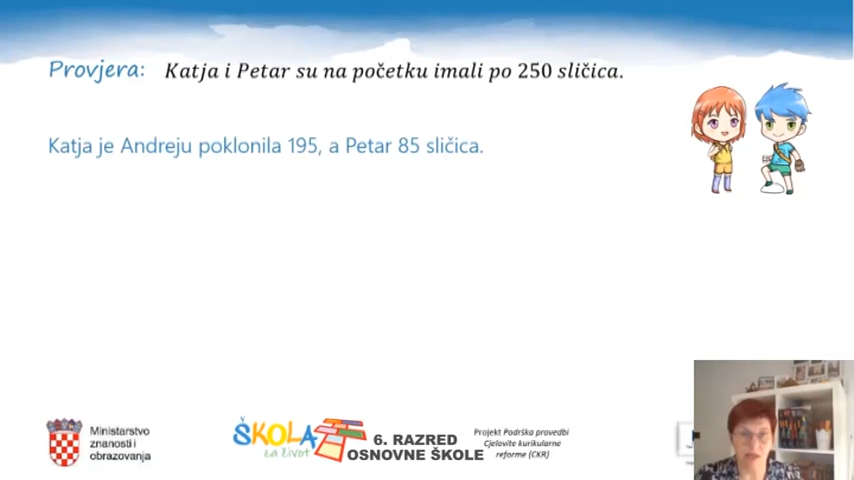 Provjera: Katja i Petar su na početku imali po 250 sličica.
Katja je Andreju poklonila 195, a Petar 85 sličica.
Ministarstvo
znanosti i
obrazovanja
ŠKOLA
za život
6. RAZRED
OSNOVNE ŠKOLE
Projekt Podrška provedbi
Cjelovite kurikularne
reforme (CKR)